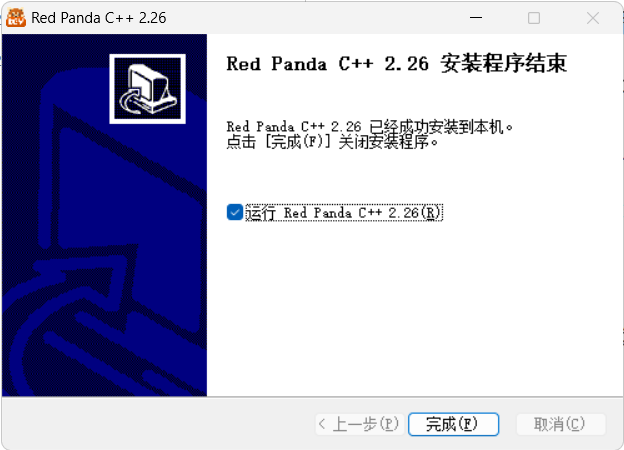 Red Panda C++ 2.26
Red Panda C++ 2.26 安装程序结束
Red Panda C++ 2.26 已经成功安装到本机。
点击 [完成(F)] 关闭安装程序。
运行 Red Panda C++ 2.26(R)
< 上一步(P) 完成(F) 取消(C)